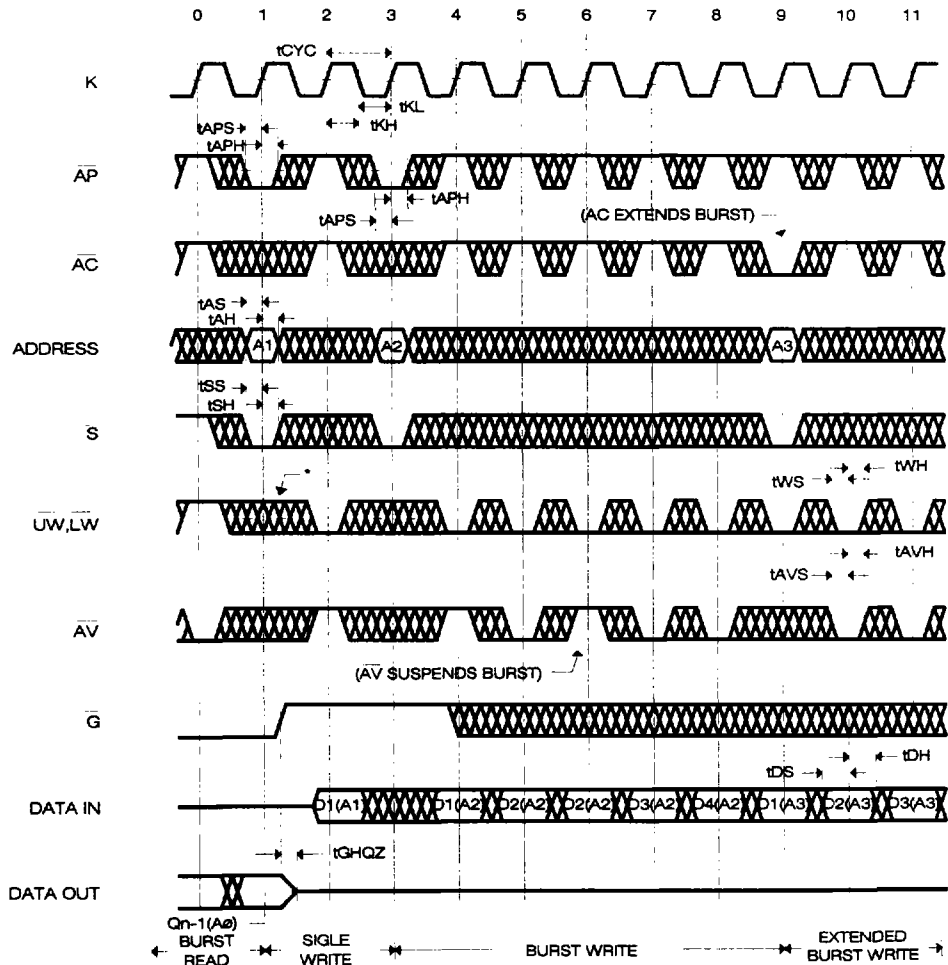 0 1 2 3 4 5 6 7 8 9 10 11
tCYC
K
tKL
tAPS
tKH
tAPH
AP
tAPH
tAPS
(AC EXTENDS BURST)
AC
tAS
tAH
ADDRESS
A1 A2 A3
tSS
tSH
S
*
tWH
tWS
UW,LW
tAVH
tAVS
AV
(AV SUSPENDS BURST)
G
tDH
tDS
DATA IN
D1(A1) D1(A2) D2(A2) D2(A2) D3(A2) D4(A2) D1(A3) D2(A3) D3(A3)
tGHQZ
DATA OUT
Qn-1(Aø)
BURST READ
SIGLE WRITE
BURST WRITE
EXTENDED BURST WRITE